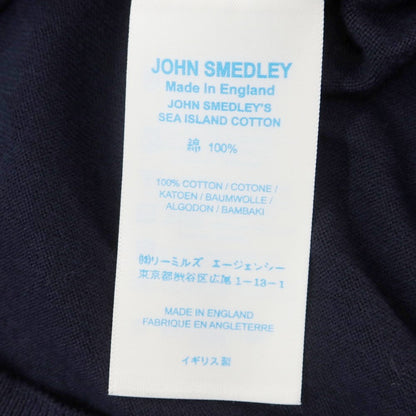 JOHN SMEDLEY
Made in England
JOHN SMEDLEY'S
SEA ISLAND COTTON
綿 100%
100% COTTON / COTONE /
KATOEN / BAUMWOLLE /
ALGODON / BAMBAKI
㈱リーミルズ エージェンシー
東京都渋谷区広尾 1-13-1
MADE IN ENGLAND
FABRIQUE EN ANGLETERRE
イギリス製